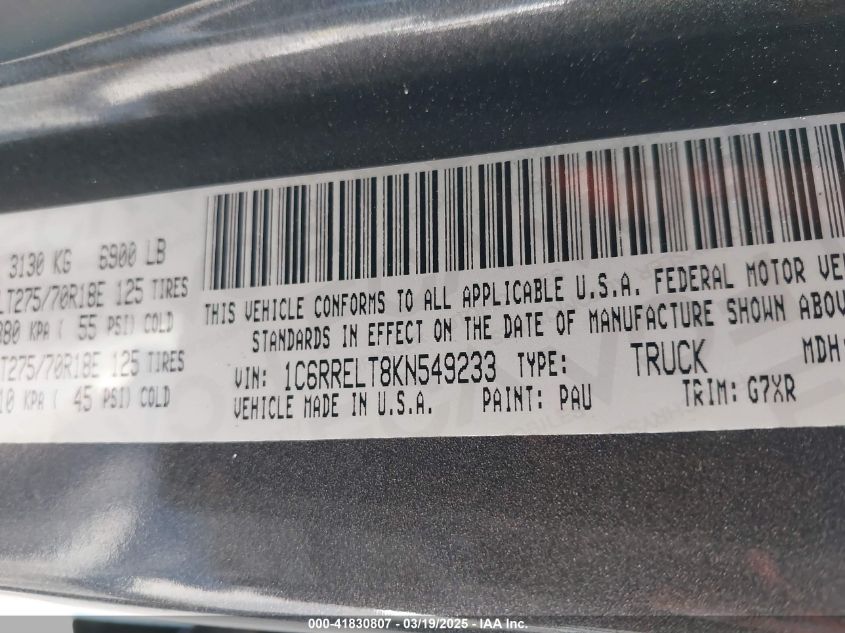 3130 KG 6900 LB
LT275/70R18E 125 TIRES
80 KPA ( 55 PSI) COLD
T275/70R18E 125 TIRES
10 KPA ( 45 PSI) COLD
THIS VEHICLE CONFORMS TO ALL APPLICABLE U.S.A. FEDERAL MOTOR VE
STANDARDS IN EFFECT ON THE DATE OF MANUFACTURE SHOWN ABOV
VIN: 1C6RRELT8KN549233 TYPE: TRUCK MDH:
VEHICLE MADE IN U.S.A. PAINT: PAU TRIM: G7XR
000-41830807 - 03/19/2025 - IAA Inc.